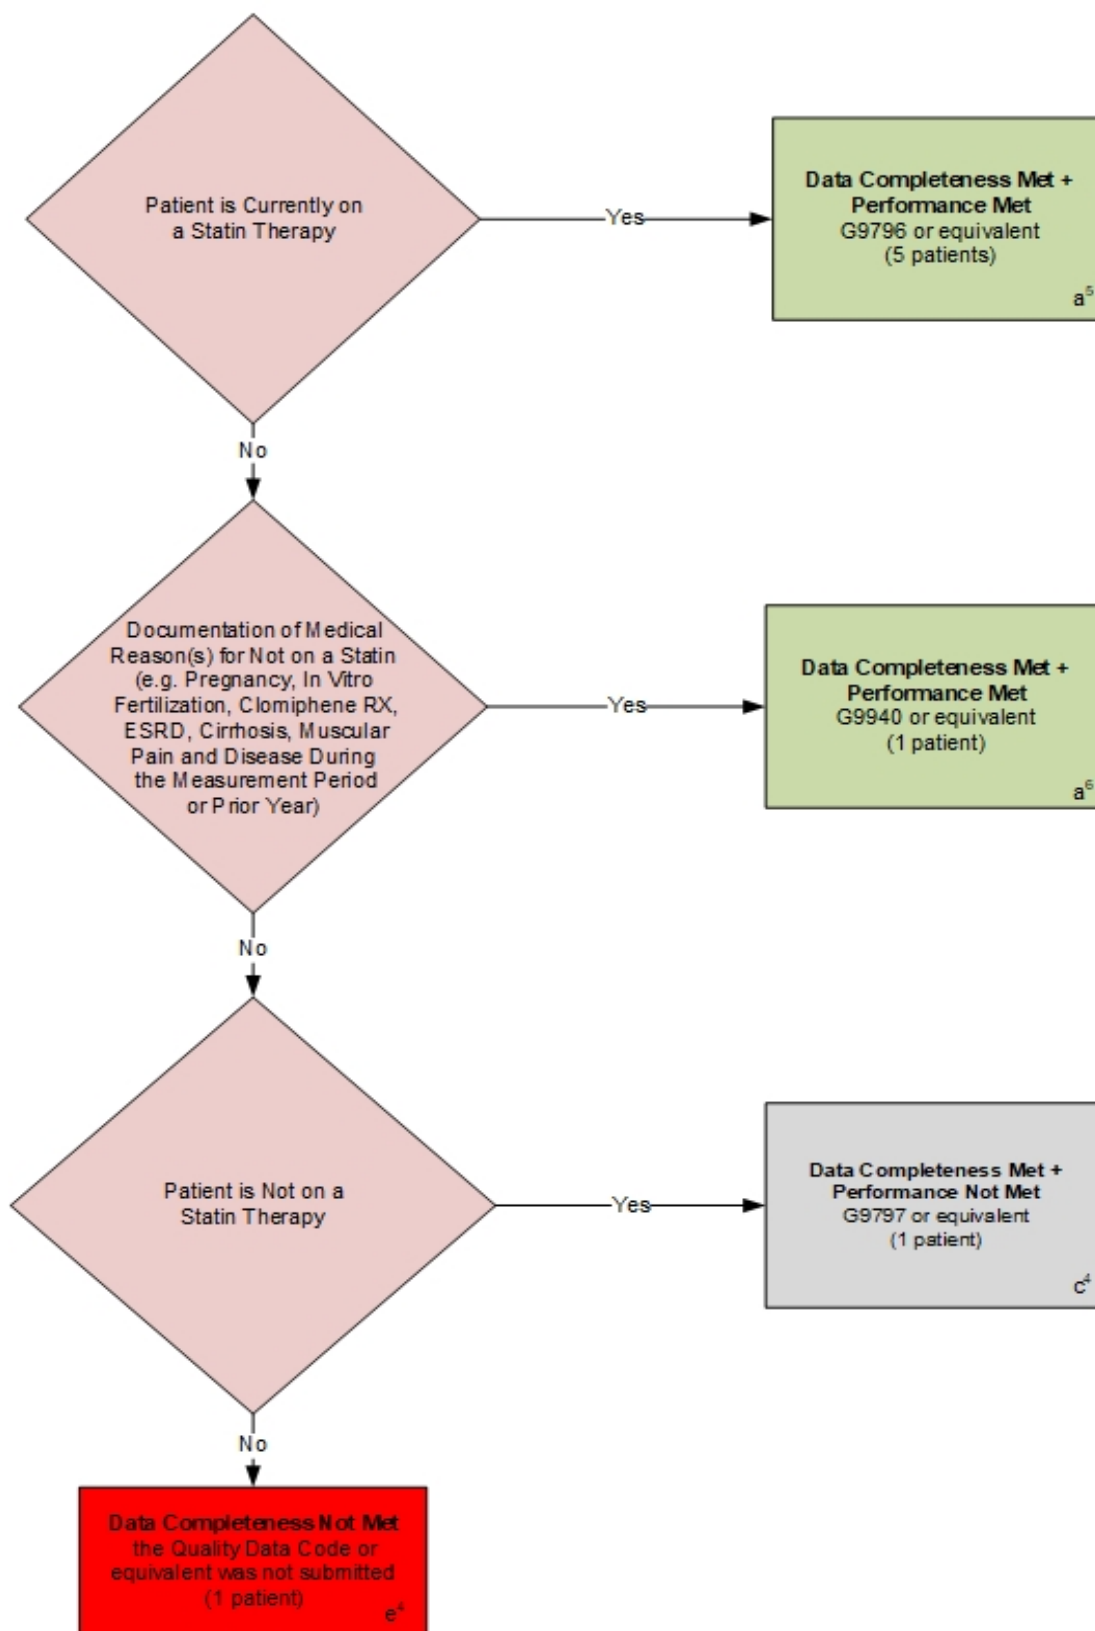 Patient is Currently on
a Statin Therapy
Yes
Data Completeness Met +
Performance Met
G9796 or equivalent
(5 patients)
a⁵
No
Documentation of Medical
Reason(s) for Not on a Statin
(e.g. Pregnancy, In Vitro
Fertilization, Clomiphene RX,
ESRD, Cirrhosis, Muscular
Pain and Disease During
the Measurement Period
or Prior Year)
Yes
Data Completeness Met +
Performance Met
G9940 or equivalent
(1 patient)
a⁶
No
Patient is Not on a
Statin Therapy
Yes
Data Completeness Met +
Performance Not Met
G9797 or equivalent
(1 patient)
c⁴
No
Data Completeness Not Met
the Quality Data Code or
equivalent was not submitted
(1 patient)
e⁴